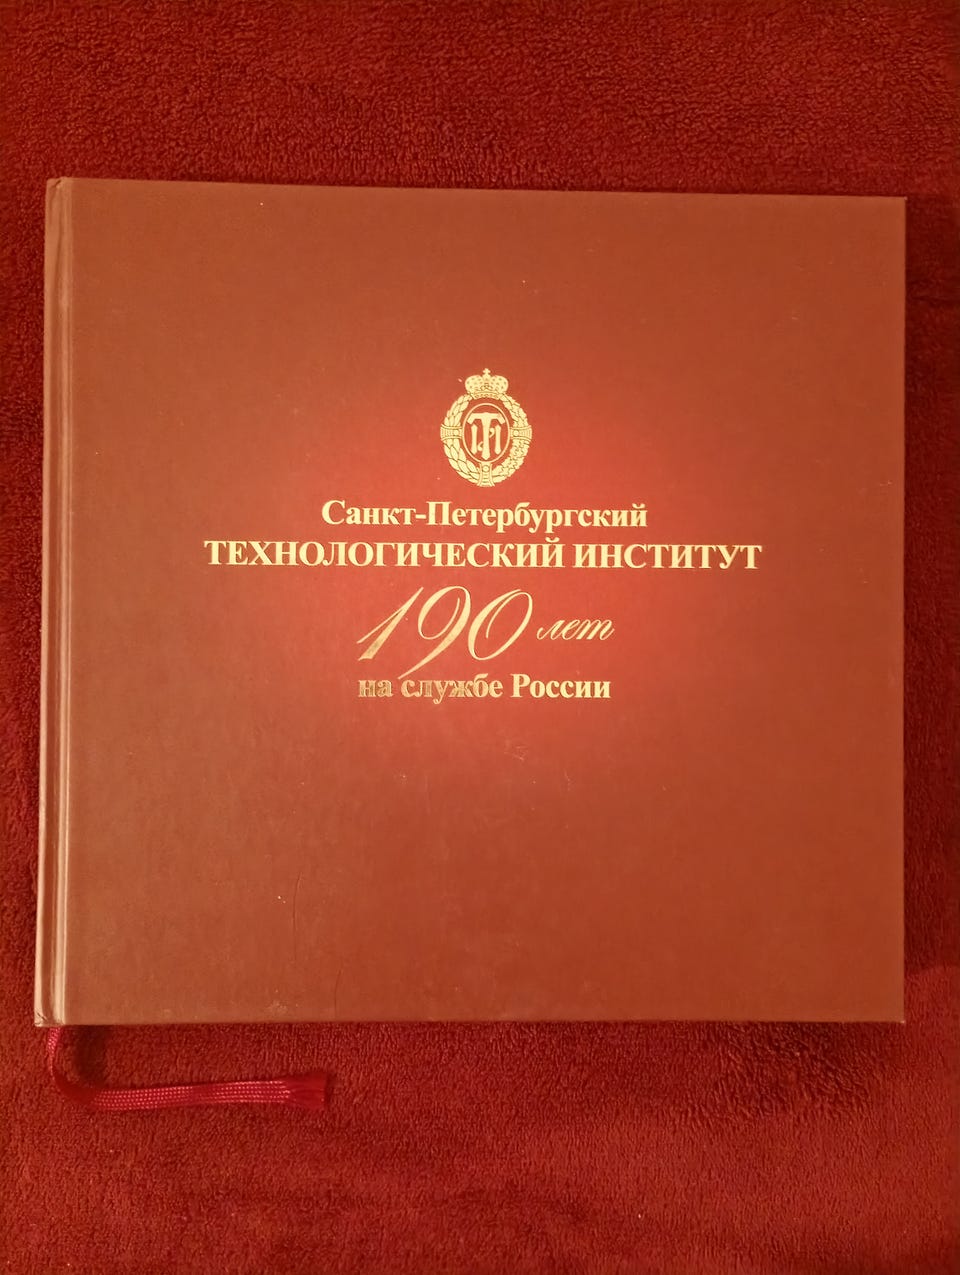 Санкт-Петербургский
ТЕХНОЛОГИЧЕСКИЙ ИНСТИТУТ
190 лет
на службе России